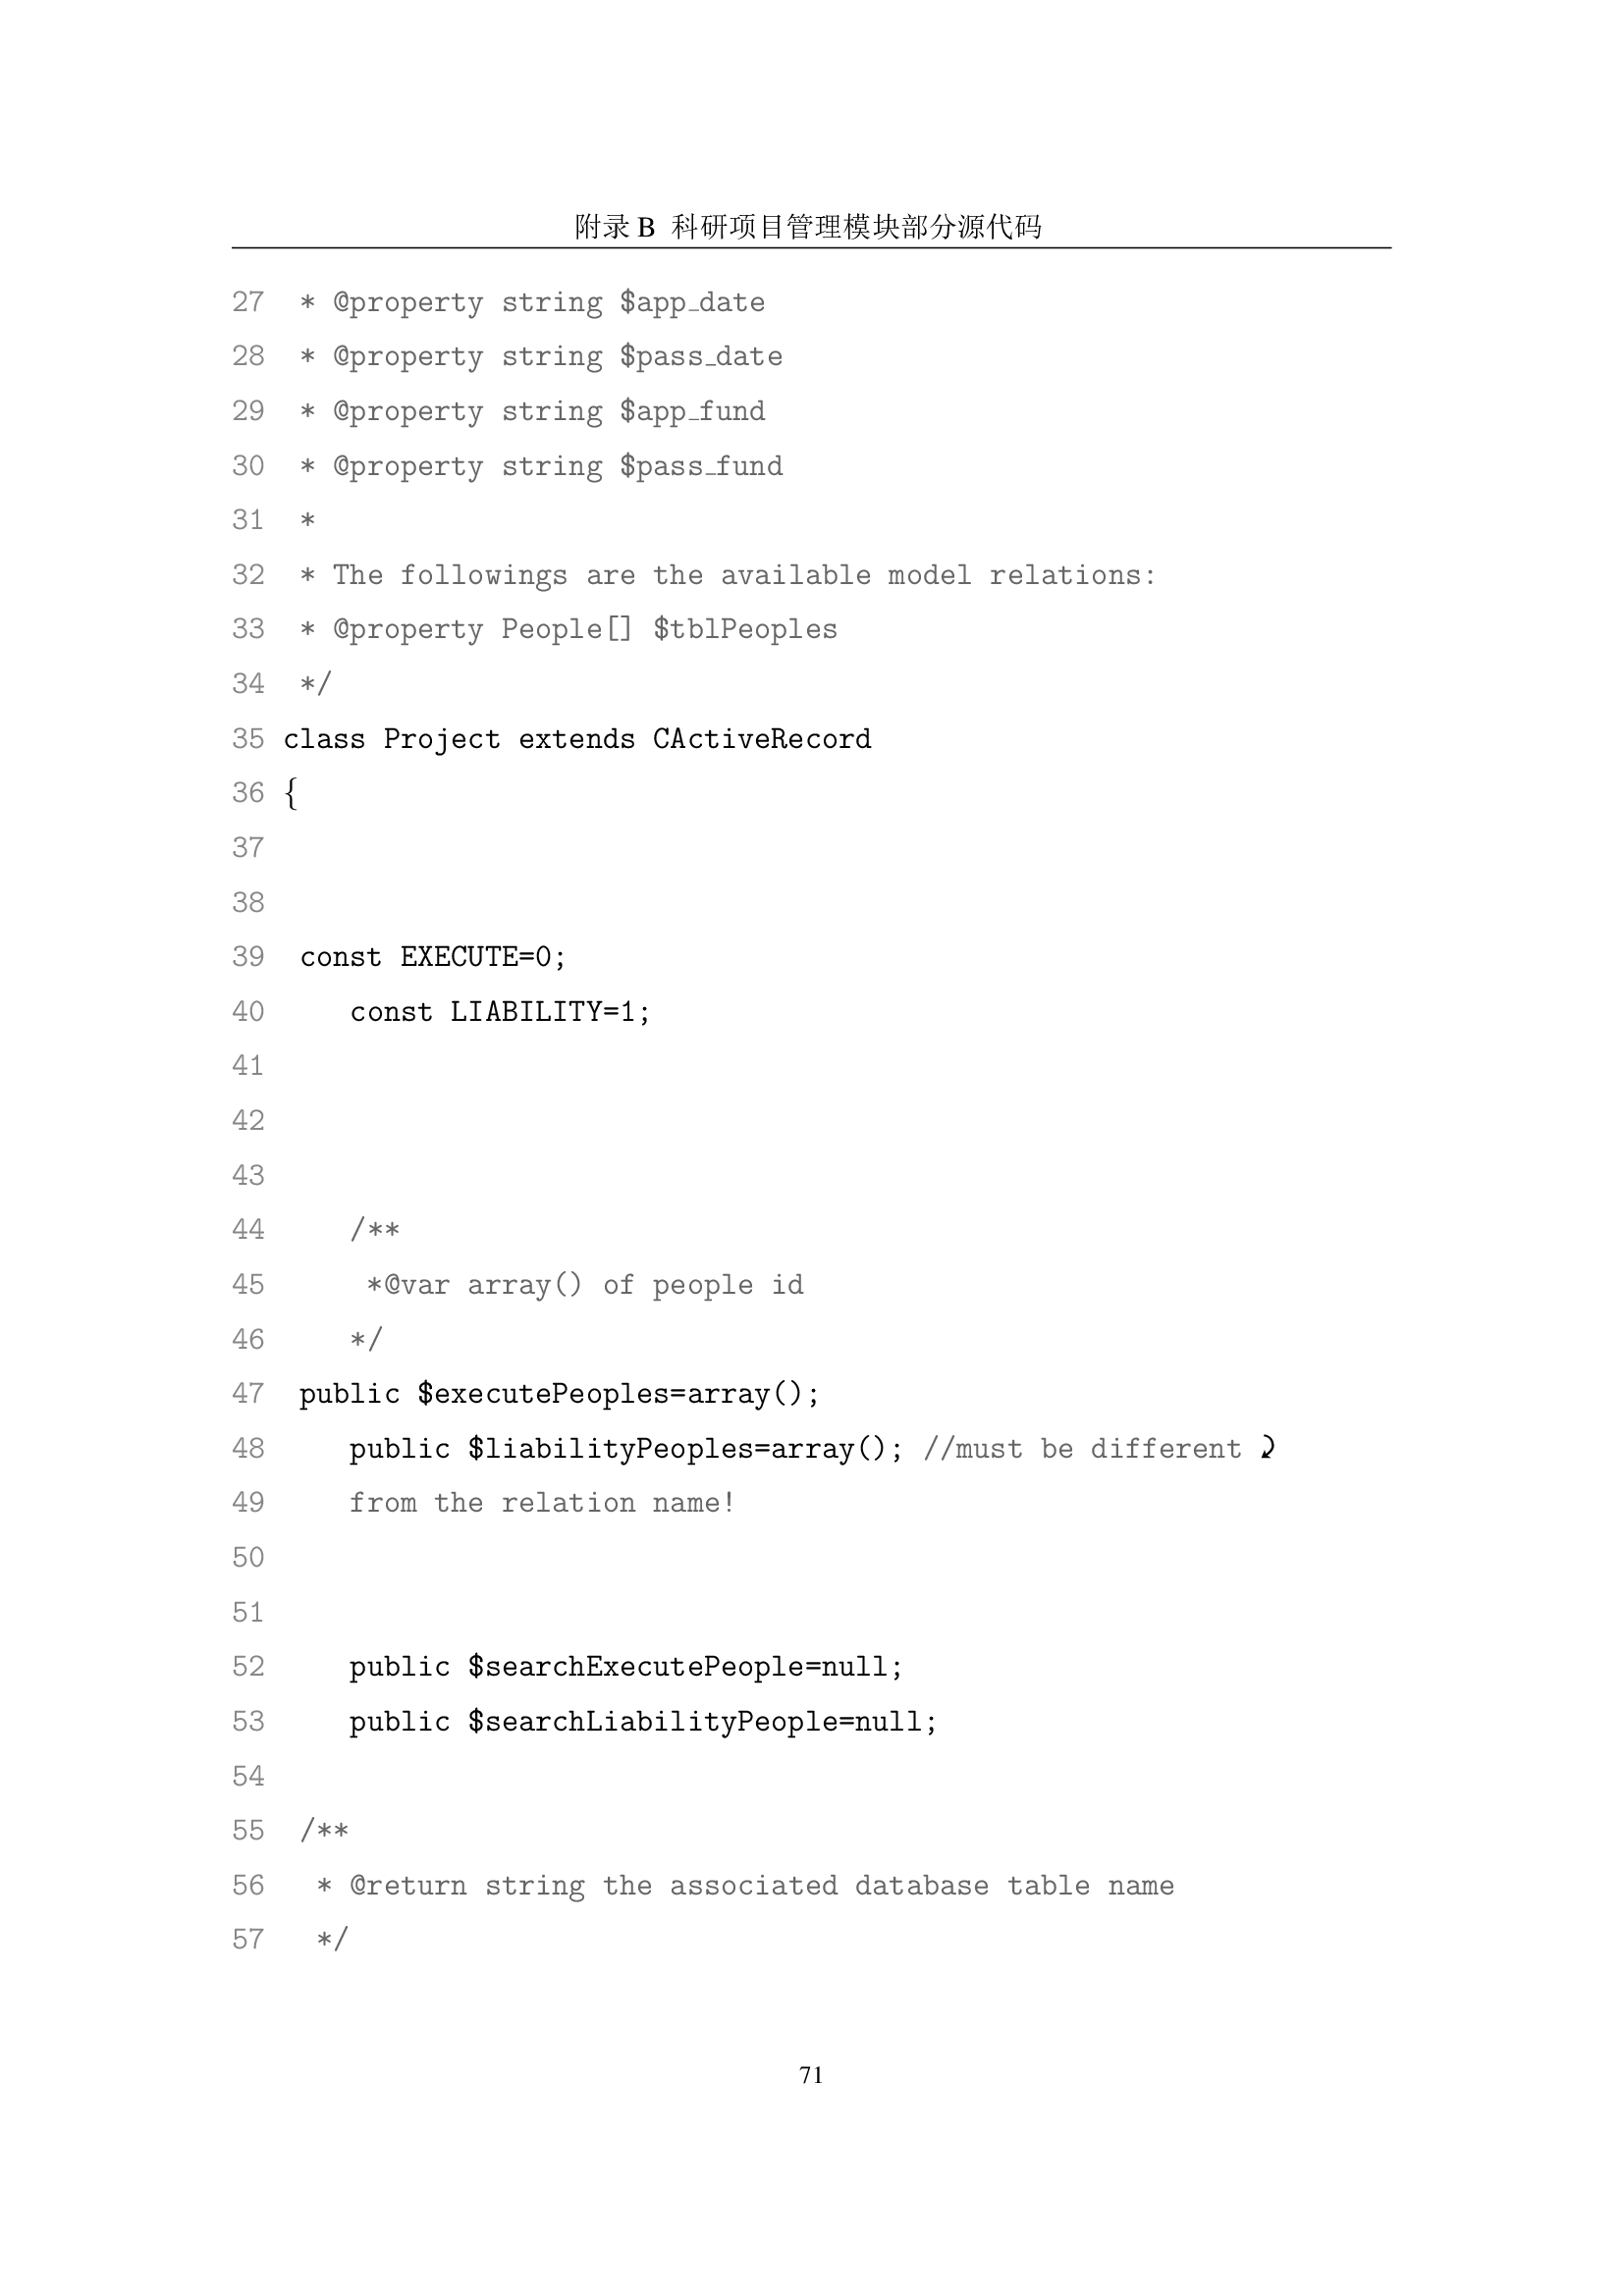 附录 B 科研项目管理模块部分源代码
27  * @property string $app_date
28  * @property string $pass_date
29  * @property string $app_fund
30  * @property string $pass_fund
31  *
32  * The followings are the available model relations:
33  * @property People[] $tblPeoples
34  */
35 class Project extends CActiveRecord
36 {
37
38
39  const EXECUTE=0;
40     const LIABILITY=1;
41
42
43
44     /**
45      *@var array() of people id
46     */
47  public $executePeoples=array();
48     public $liabilityPeoples=array(); //must be different ⤸
49     from the relation name!
50
51
52     public $searchExecutePeople=null;
53     public $searchLiabilityPeople=null;
54
55  /**
56   * @return string the associated database table name
57   */
71